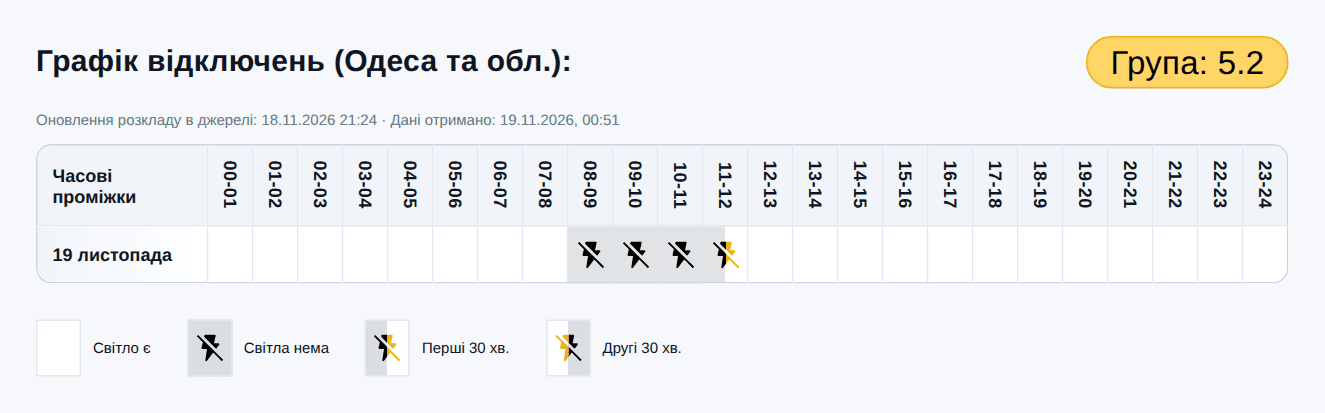 Графік відключень (Одеса та обл.):
Група: 5.2
Оновлення розкладу в джерелі: 18.11.2026 21:24 · Дані отримано: 19.11.2026, 00:51
Часові
проміжки
00-01
01-02
02-03
03-04
04-05
05-06
06-07
07-08
08-09
09-10
10-11
11-12
12-13
13-14
14-15
15-16
16-17
17-18
18-19
19-20
20-21
21-22
22-23
23-24
19 листопада
Світло є
Світла нема
Перші 30 хв.
Другі 30 хв.